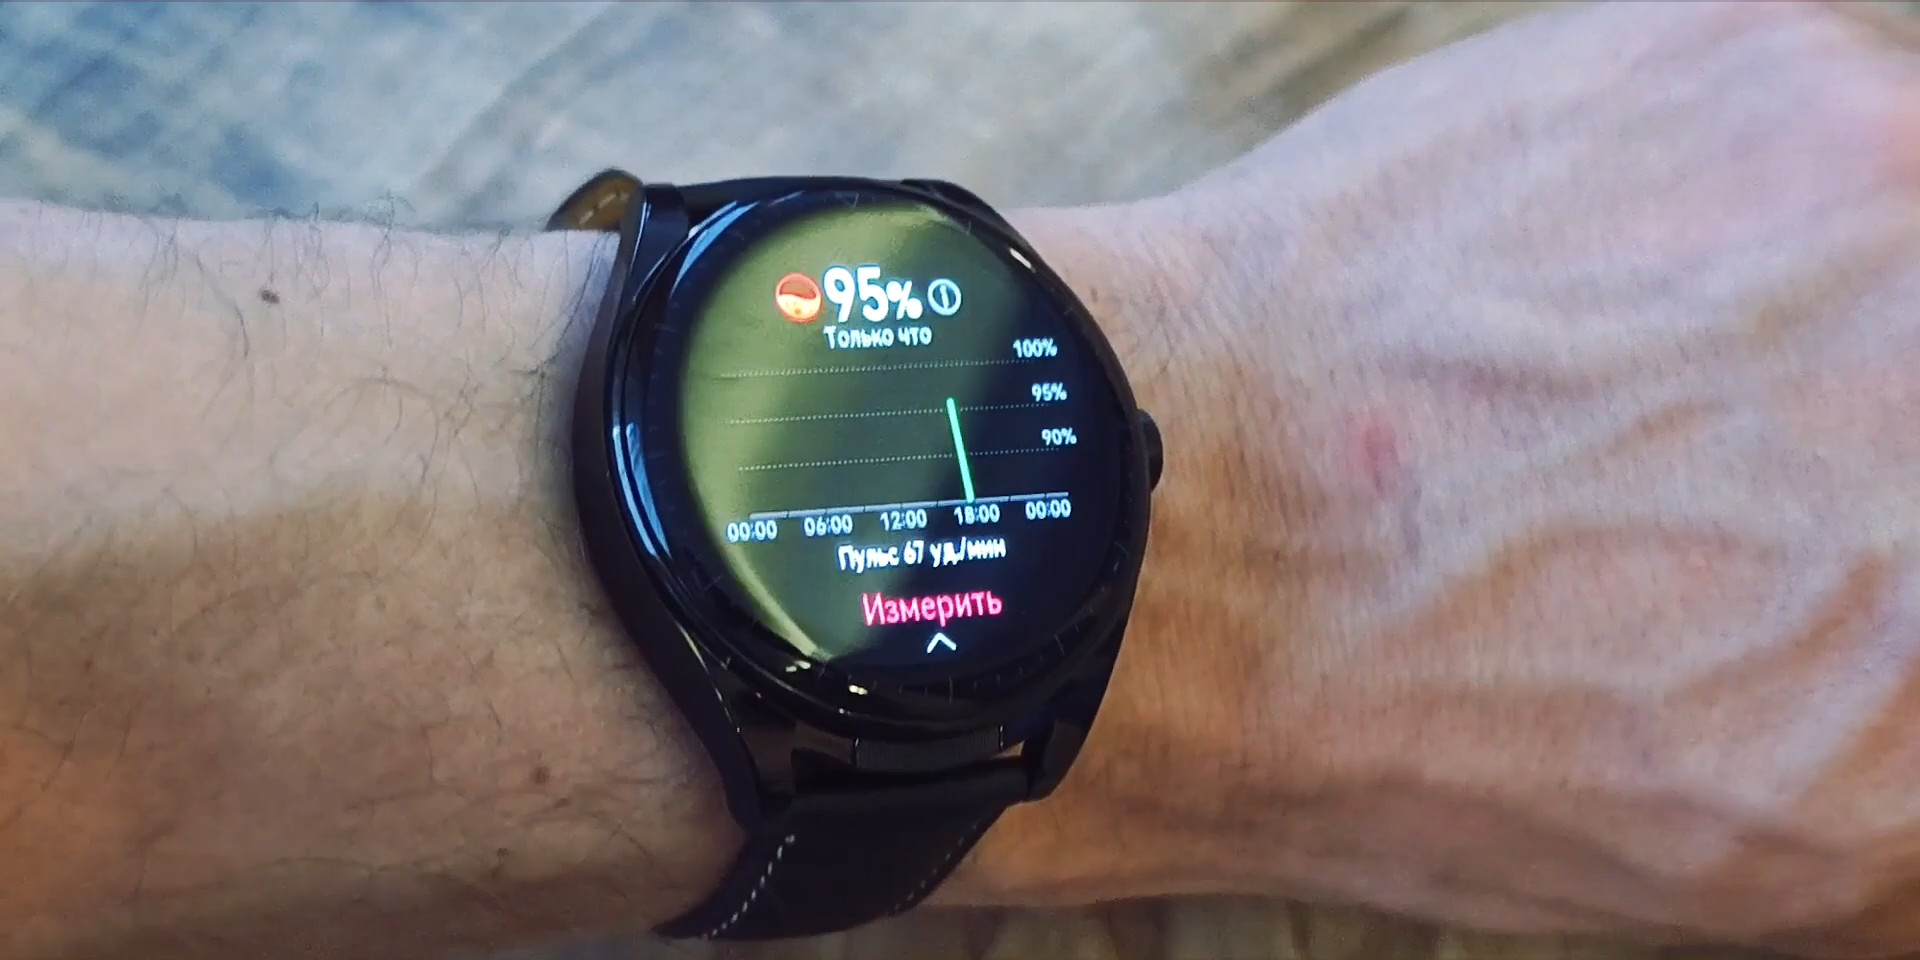 95%
Только что
100%
95%
90%
00:00 06:00 12:00 18:00 00:00
Пульс 67 уд/мин
Измерить